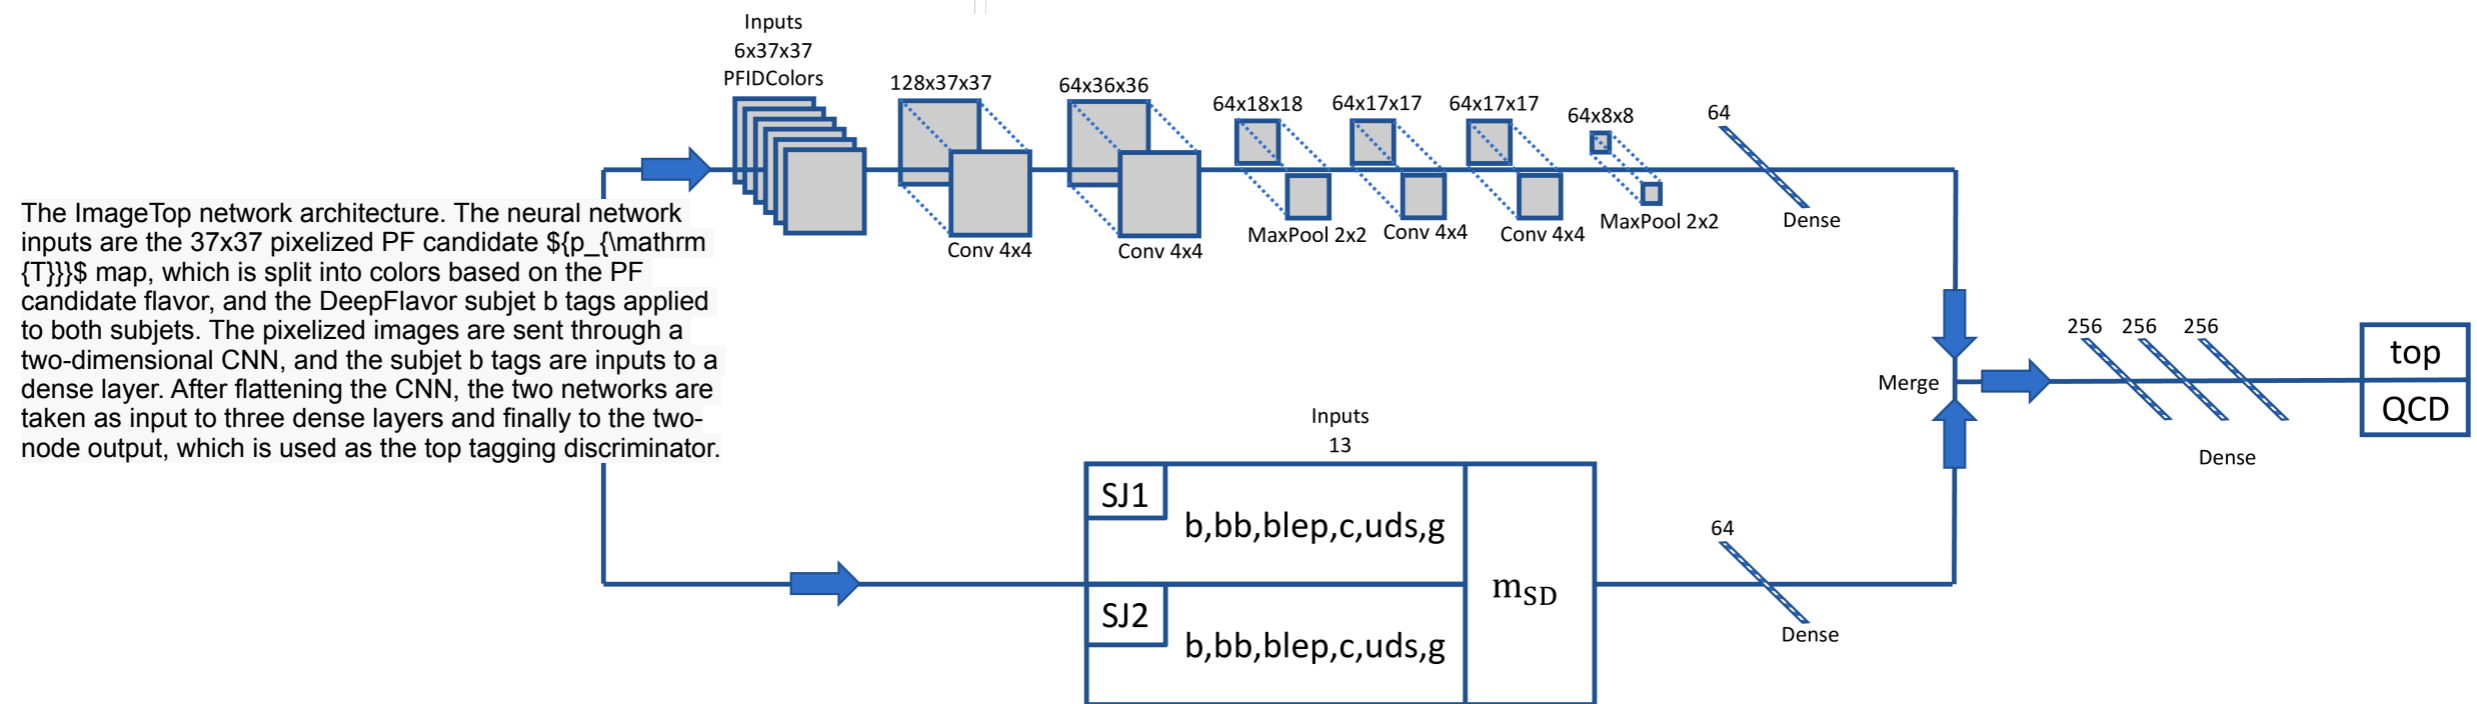 The ImageTop network architecture. The neural network
inputs are the 37x37 pixelized PF candidate ${p_{\mathrm
{T}}}$ map, which is split into colors based on the PF
candidate flavor, and the DeepFlavor subjet b tags applied
to both subjets. The pixelized images are sent through a
two-dimensional CNN, and the subjet b tags are inputs to a
dense layer. After flattening the CNN, the two networks are
taken as input to three dense layers and finally to the two-
node output, which is used as the top tagging discriminator.
Inputs
6x37x37
PFIDColors
128x37x37
Conv 4x4
64x36x36
Conv 4x4
64x18x18
MaxPool 2x2
64x17x17
Conv 4x4
64x17x17
Conv 4x4
64x8x8
MaxPool 2x2
64
Dense
Inputs
13
SJ1
b,bb,blep,c,uds,g
SJ2
b,bb,blep,c,uds,g
mSD
64
Dense
Merge
256 256 256
Dense
top
QCD